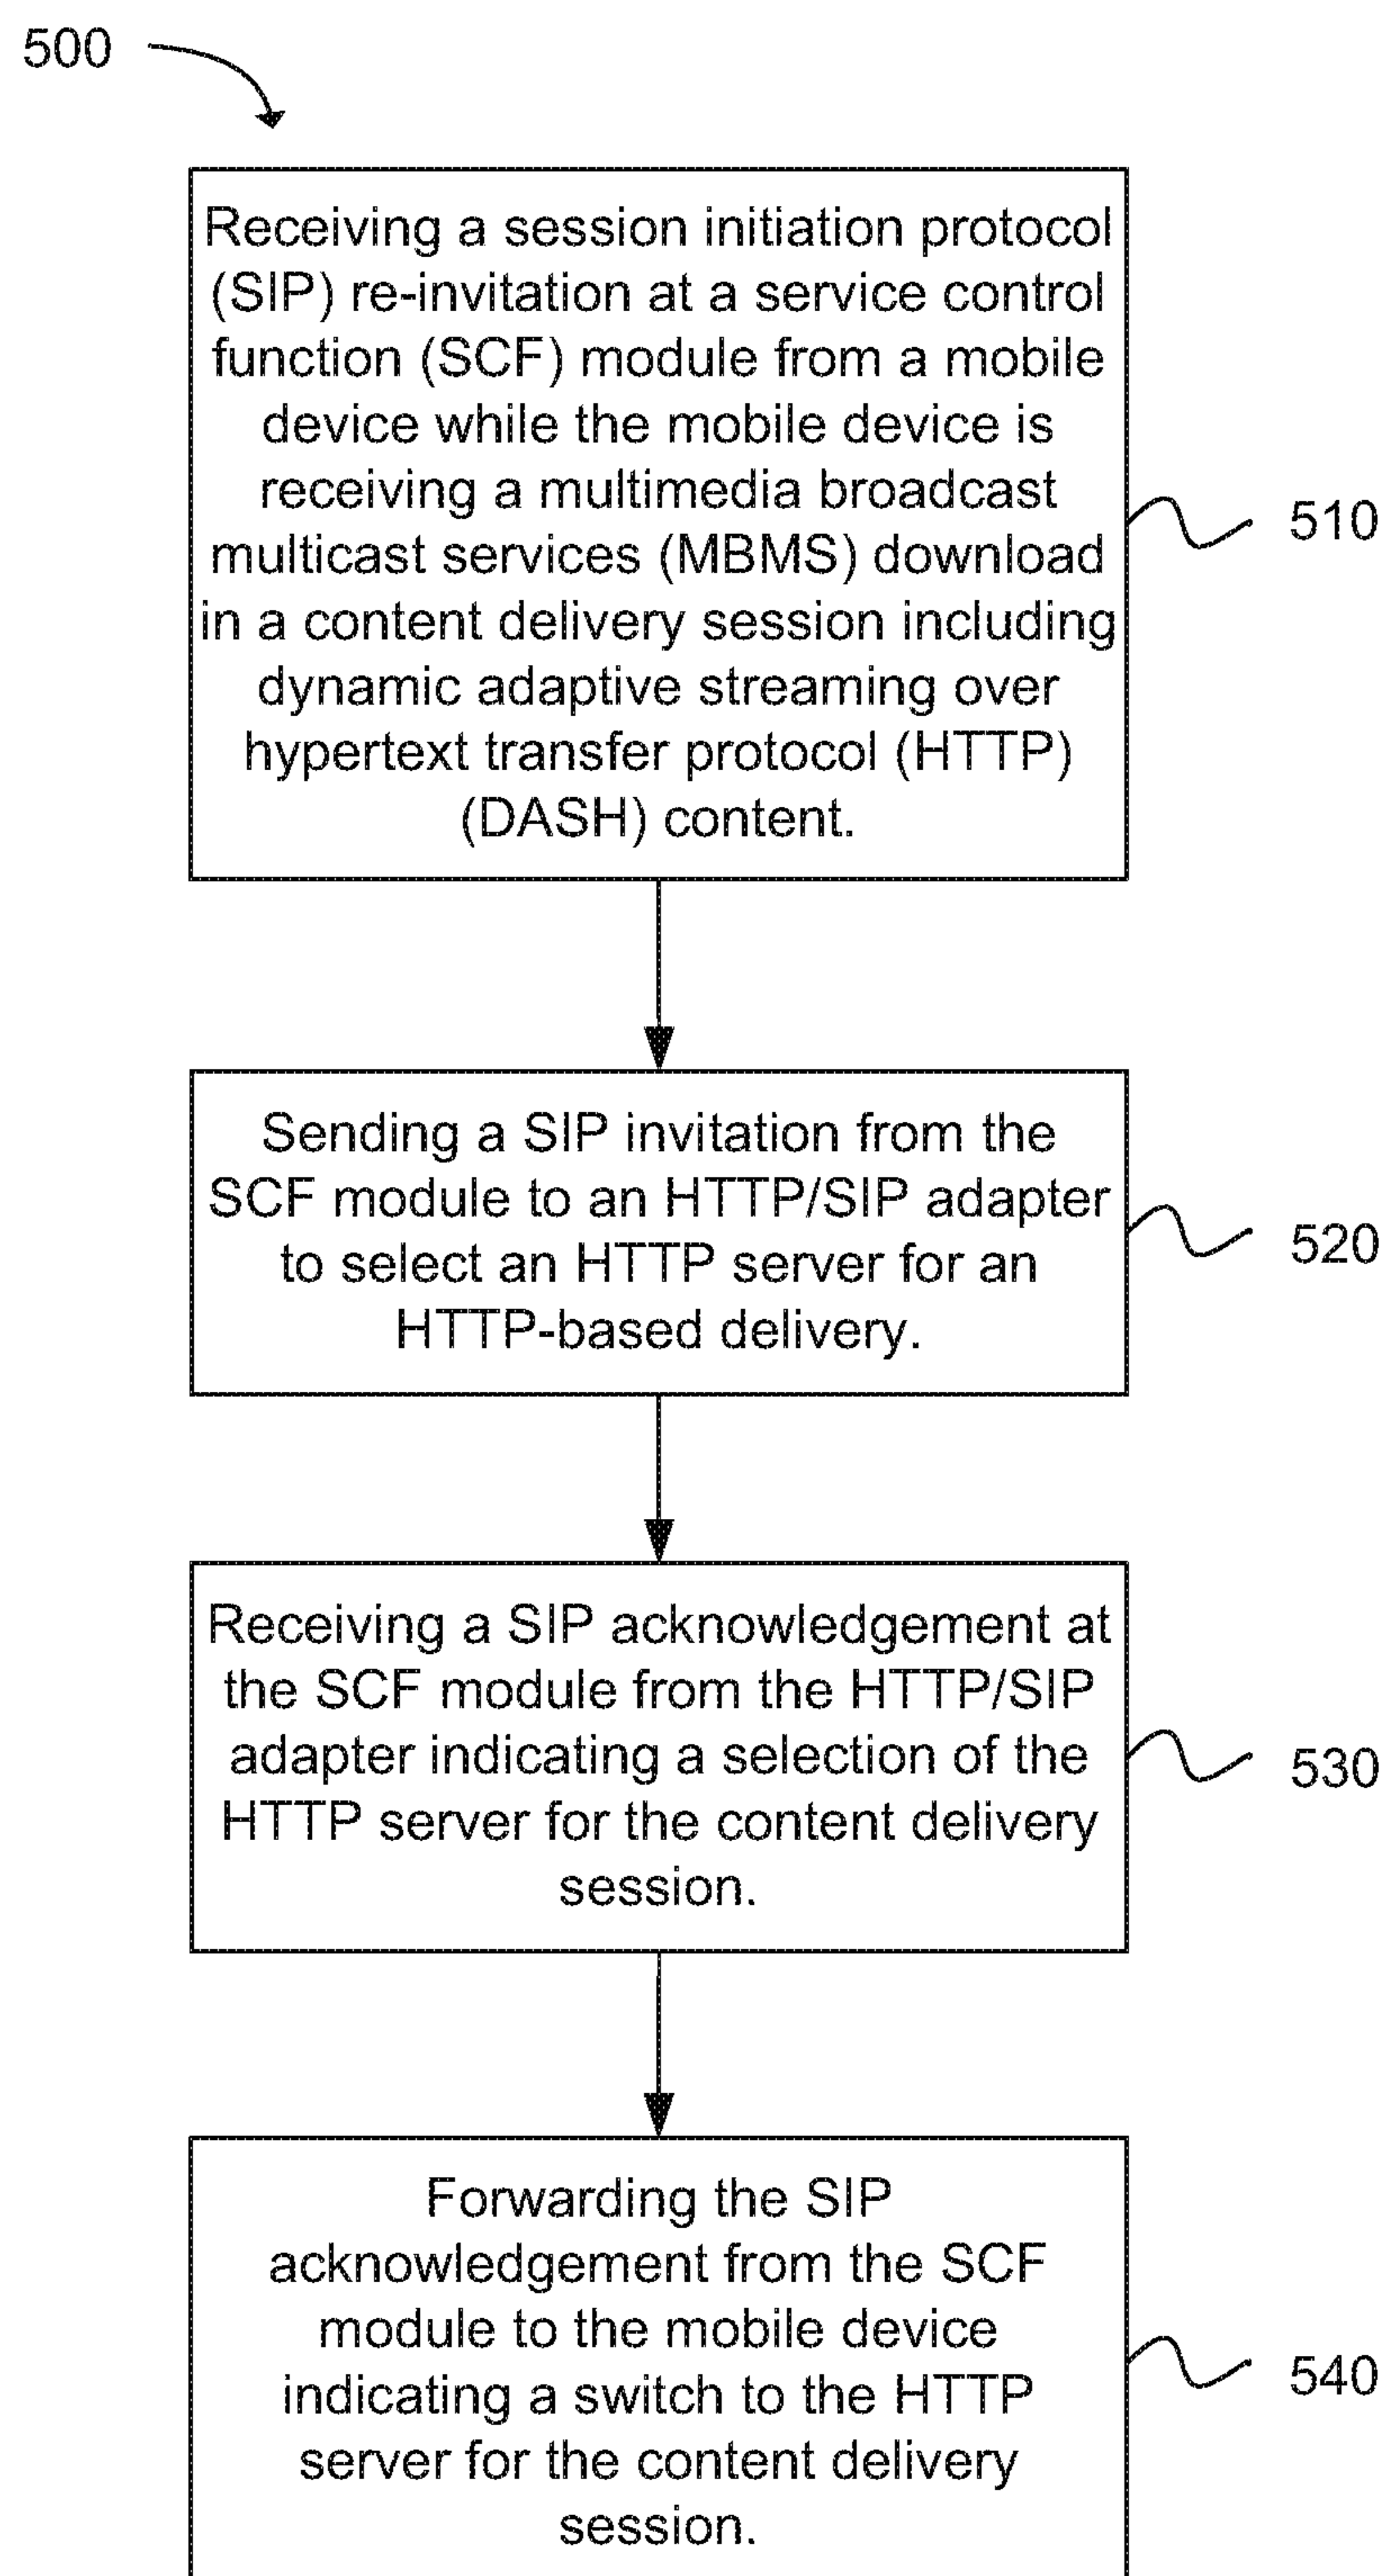 500
Receiving a session initiation protocol
(SIP) re-invitation at a service control
function (SCF) module from a mobile
device while the mobile device is
receiving a multimedia broadcast
multicast services (MBMS) download
in a content delivery session including
dynamic adaptive streaming over
hypertext transfer protocol (HTTP)
(DASH) content.
510
Sending a SIP invitation from the
SCF module to an HTTP/SIP adapter
to select an HTTP server for an
HTTP-based delivery.
520
Receiving a SIP acknowledgement at
the SCF module from the HTTP/SIP
adapter indicating a selection of the
HTTP server for the content delivery
session.
530
Forwarding the SIP
acknowledgement from the SCF
module to the mobile device
indicating a switch to the HTTP
server for the content delivery
session.
540